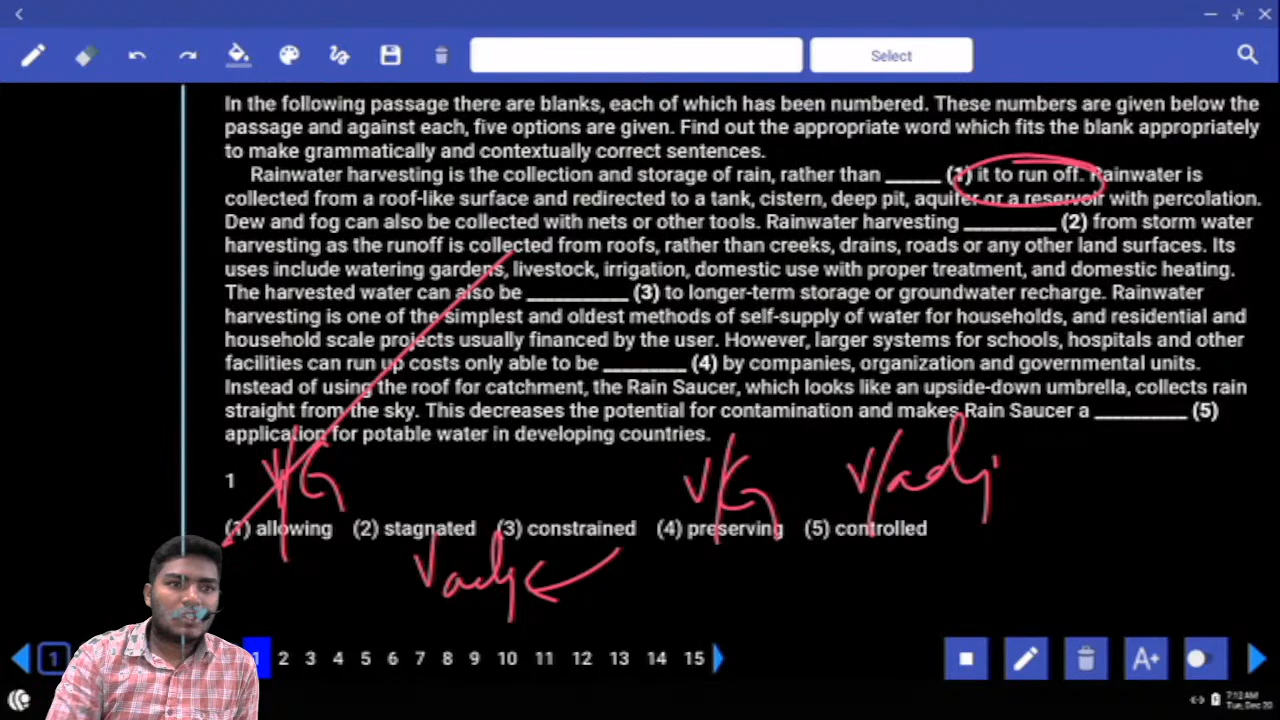 Select
In the following passage there are blanks, each of which has been numbered. These numbers are given below the
passage and against each, five options are given. Find out the appropriate word which fits the blank appropriately
to make grammatically and contextually correct sentences.
Rainwater harvesting is the collection and storage of rain, rather than _____ (1) it to run off. Rainwater is
collected from a roof-like surface and redirected to a tank, cistern, deep pit, aquifer or a reservoir with percolation.
Dew and fog can also be collected with nets or other tools. Rainwater harvesting _________ (2) from storm water
harvesting as the runoff is collected from roofs, rather than creeks, drains, roads or any other land surfaces. Its
uses include watering gardens, livestock, irrigation, domestic use with proper treatment, and domestic heating.
The harvested water can also be __________ (3) to longer-term storage or groundwater recharge. Rainwater
harvesting is one of the simplest and oldest methods of self-supply of water for households, and residential and
household scale projects usually financed by the user. However, larger systems for schools, hospitals and other
facilities can run up costs only able to be ________ (4) by companies, organization and governmental units.
Instead of using the roof for catchment, the Rain Saucer, which looks like an upside-down umbrella, collects rain
straight from the sky. This decreases the potential for contamination and makes Rain Saucer a _________ (5)
application for potable water in developing countries.
V/G V/G V/adj
1
(1) allowing (2) stagnated (3) constrained (4) preserving (5) controlled
V adj
1 1 2 3 4 5 6 7 8 9 10 11 12 13 14 15 A+
7:12 AM
Tue, Dec 20